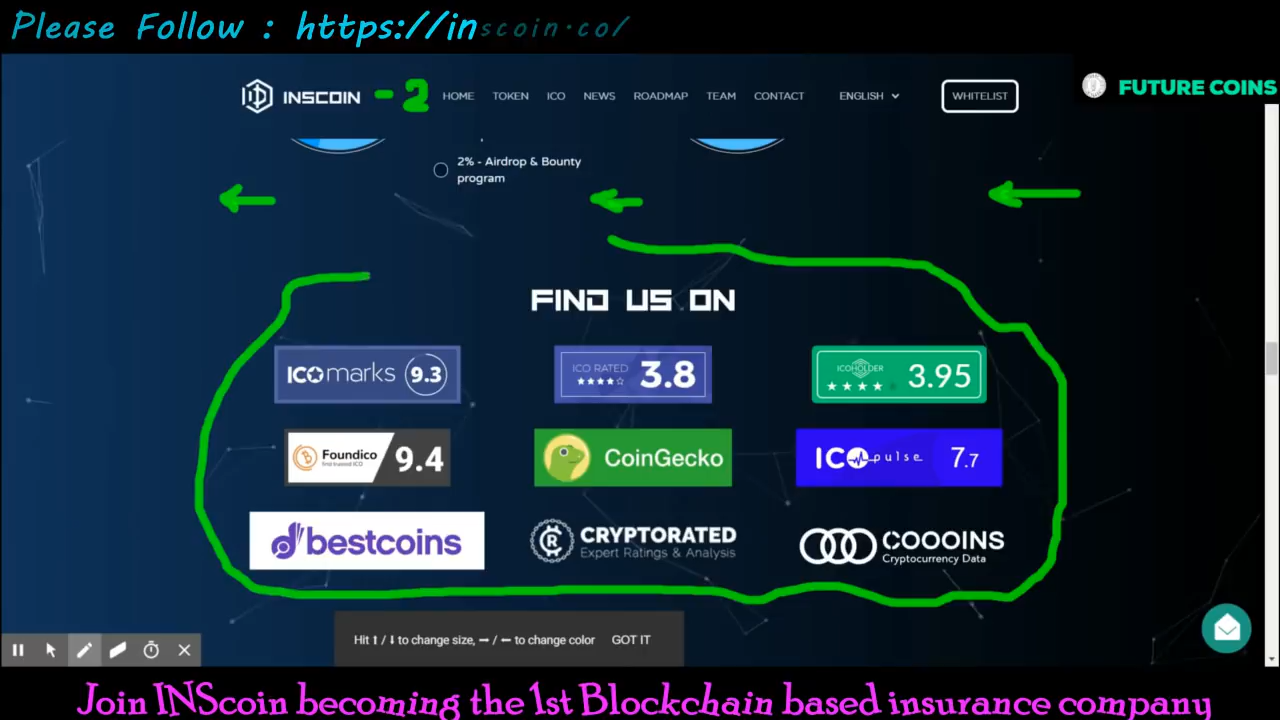 Please Follow : https://inscoin.co/
INSCOIN - 2 HOME TOKEN ICO NEWS ROADMAP TEAM CONTACT ENGLISH WHITELIST
FUTURE COINS
2% - Airdrop & Bounty
program
FIND US ON
ICOmarks 9.3
ICO RATED 3.8
ICOHOLDER 3.95
Foundico 9.4
find trusted ICO
CoinGecko
ICOpulse 7.7
bestcoins
CRYPTORATED
Expert Ratings & Analysis
COOOINS
Cryptocurrency Data
Hit ⬆ / ⬇ to change size, ➡ / ⬅ to change color GOT IT
Join INScoin becoming the 1st Blockchain based insurance company